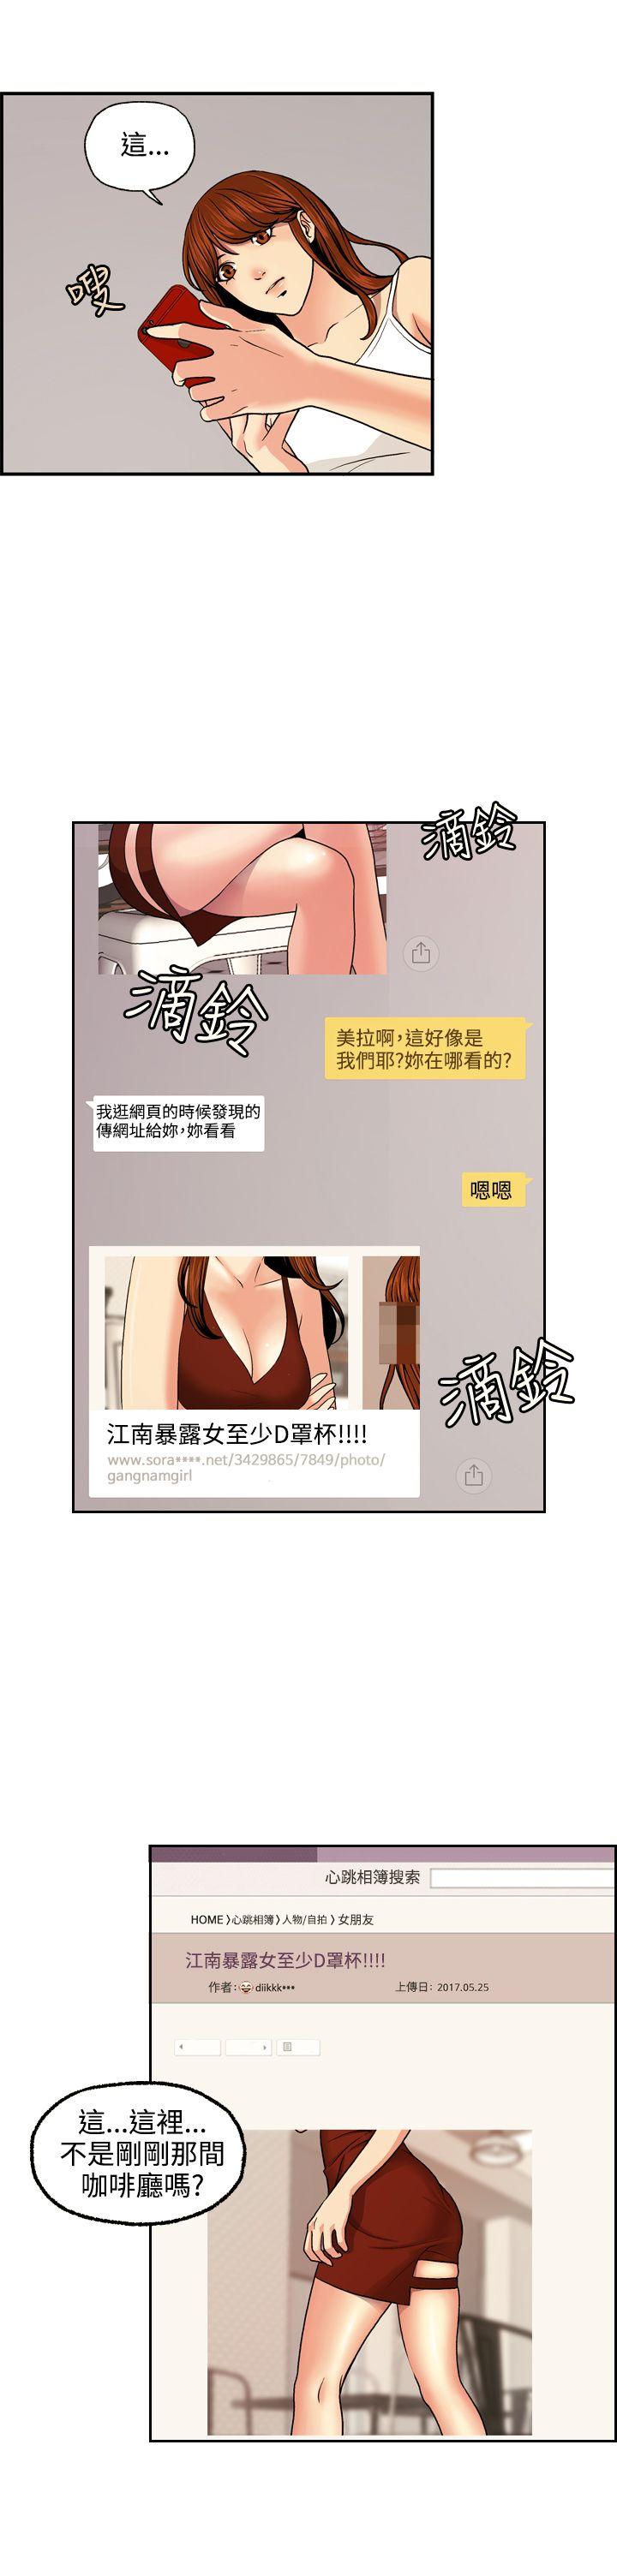 這...
嗖
滴鈴
滴鈴
美拉啊,這好像是
我們耶?妳在哪看的?
我逛網頁的時候發現的
傳網址給妳,妳看看
嗯嗯
滴鈴
江南暴露女至少D罩杯!!!!
www.sora****.net/3429865/7849/photo/
gangnamgirl
心跳相簿搜索
HOME 〉心跳相簿 〉人物/自拍 〉女朋友
江南暴露女至少D罩杯!!!!
作者: diikkk*** 上傳日: 2017.05.25
這...這裡...
不是剛剛那間
咖啡廳嗎?